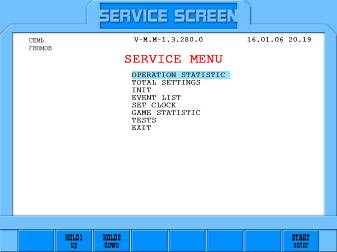 SERVICE SCREEN
СЕМЬ V-M.M-1.3.280.0 16.01.06 20.19
ГНОМОВ
SERVICE MENU
OPERATION STATISTIC
TOTAL SETTINGS
INIT
EVENT LIST
SET CLOCK
GAME STATISTIC
TESTS
EXIT
HOLD1 HOLD2 START
up down enter